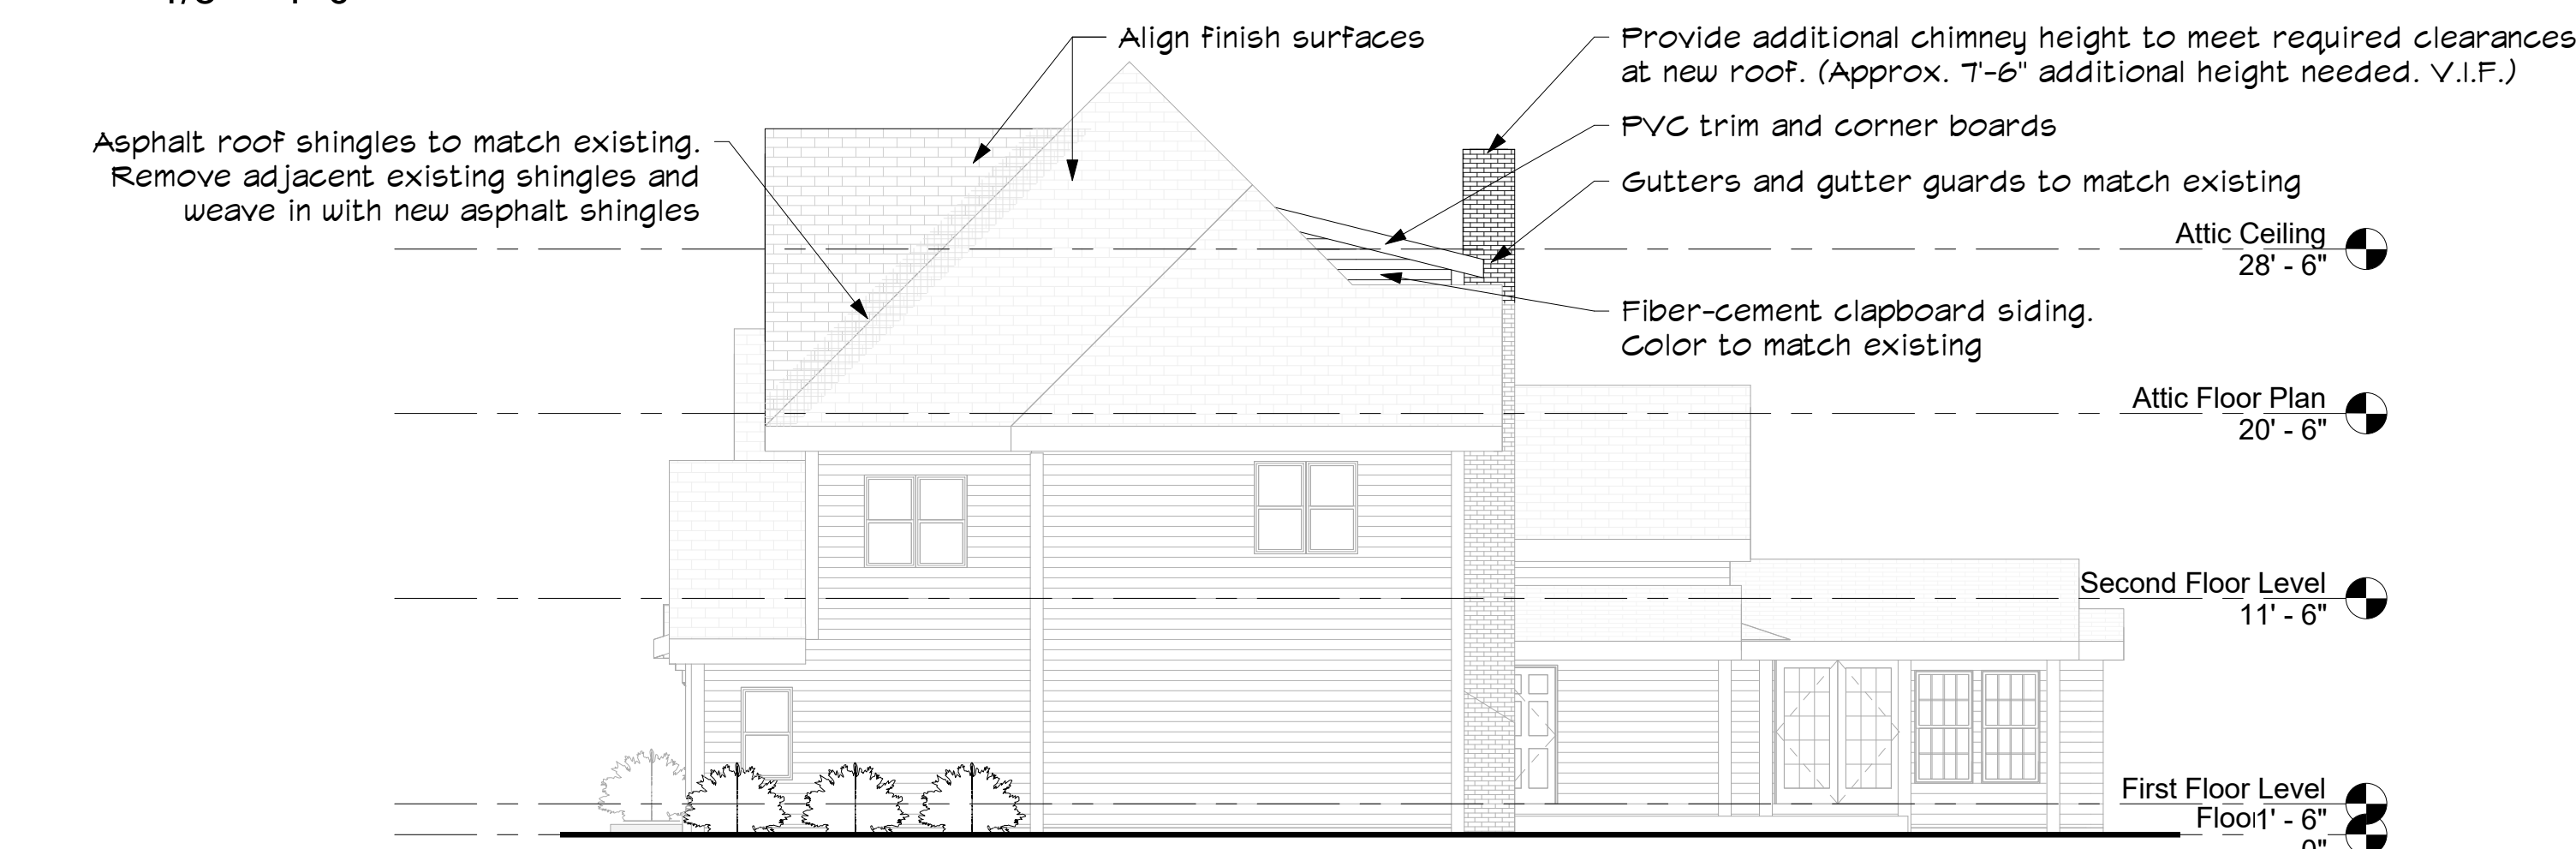 Align finish surfaces
Provide additional chimney height to meet required clearances
at new roof. (Approx. 7'-6" additional height needed. V.I.F.)
PVC trim and corner boards
Asphalt roof shingles to match existing.
Remove adjacent existing shingles and
weave in with new asphalt shingles
Gutters and gutter guards to match existing
Attic Ceiling
28' - 6"
Fiber-cement clapboard siding.
Color to match existing
Attic Floor Plan
20' - 6"
Second Floor Level
11' - 6"
First Floor Level
1' - 6"
Floor
0"